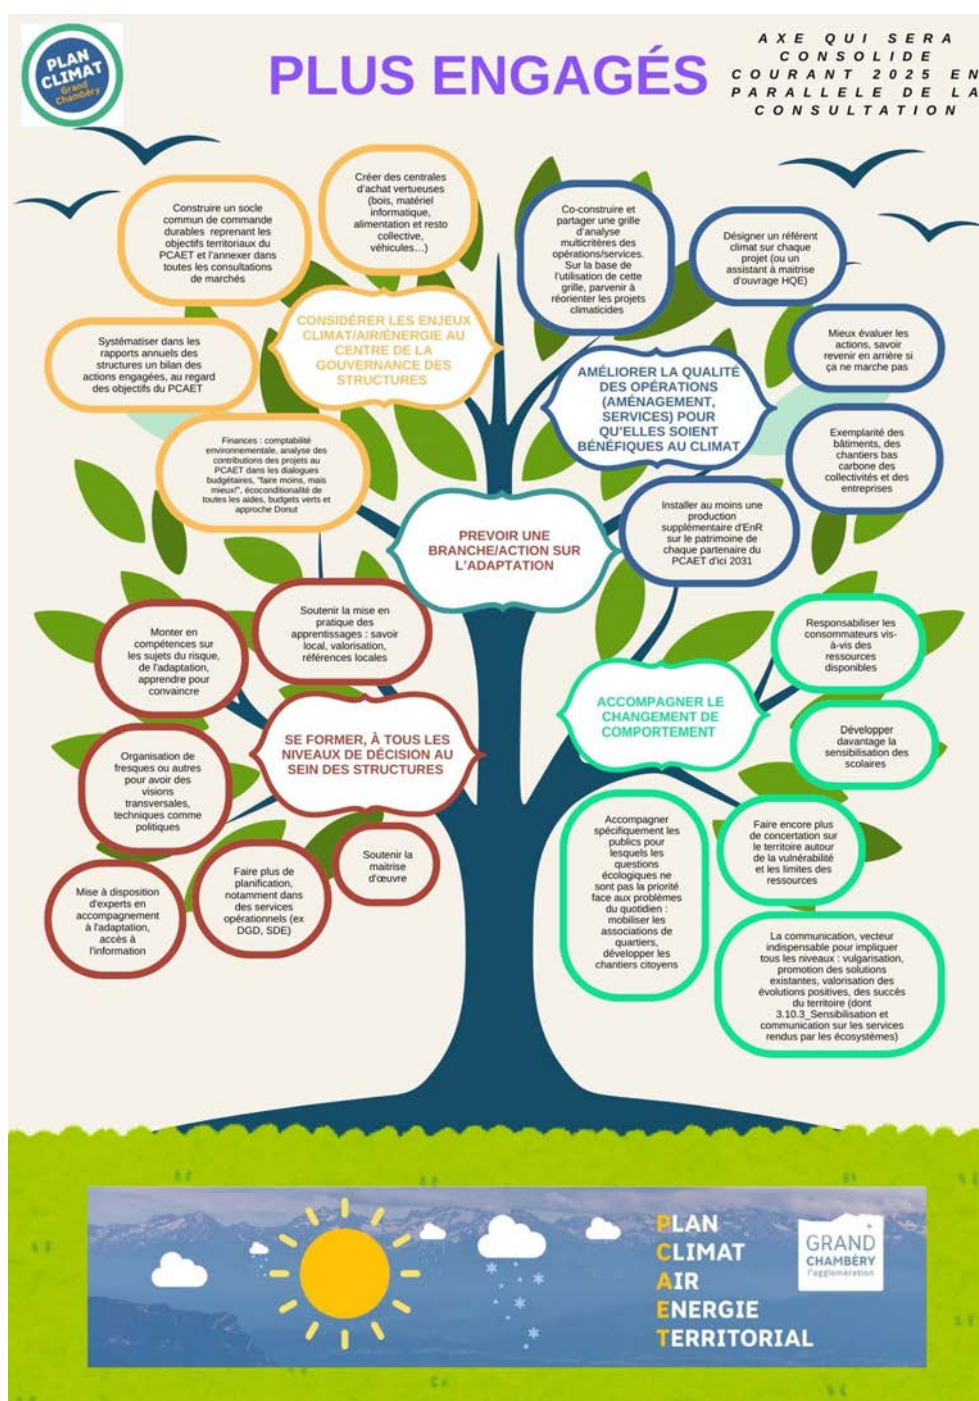 PLAN
CLIMAT
Grand
Chambéry
PLUS ENGAGÉS
AXE QUI SERA
CONSOLIDE
COURANT 2025 EN
PARALLELE DE LA
CONSULTATION
Construire un socle
commun de commande
durables reprenant les
objectifs territoriaux du
PCAET et l'annexer dans
toutes les consultations
de marchés
Créer des centrales
d'achat vertueuses
(bois, matériel
informatique,
alimentation et resto
collective,
véhicules…)
Systématiser dans les
rapports annuels des
structures un bilan des
actions engagées, au regard
des objectifs du PCAET
CONSIDÉRER LES ENJEUX
CLIMAT/AIR/ÉNERGIE AU
CENTRE DE LA
GOUVERNANCE DES
STRUCTURES
Finances : comptabilité
environnementale, analyse des
contributions des projets au
PCAET dans les dialogues
budgétaires, "faire moins, mais
mieux!", écoconditionalité de
toutes les aides, budgets verts et
approche Donut
Co-construire et
partager une grille
d'analyse
multicritères des
opérations/services.
Sur la base de
l'utilisation de cette
grille, parvenir à
réorienter les projets
climaticides
Désigner un référent
climat sur chaque
projet (ou un
assistant à maitrise
d'ouvrage HQE)
Mieux évaluer les
actions, savoir
revenir en arrière si
ça ne marche pas
AMÉLIORER LA QUALITÉ
DES OPÉRATIONS
(AMÉNAGEMENT,
SERVICES) POUR
QU'ELLES SOIENT
BÉNÉFIQUES AU CLIMAT
Exemplarité des
bâtiments, des
chantiers bas
carbone des
collectivités et des
entreprises
Installer au moins une
production
supplémentaire d'EnR
sur le patrimoine de
chaque partenaire du
PCAET d'ici 2031
PREVOIR UNE
BRANCHE/ACTION SUR
L'ADAPTATION
Monter en
compétences sur
les sujets du risque,
de l'adaptation,
apprendre pour
convaincre
Soutenir la mise en
pratique des
apprentissages : savoir
local, valorisation,
références locales
SE FORMER, À TOUS LES
NIVEAUX DE DÉCISION AU
SEIN DES STRUCTURES
Organisation de
fresques ou autres
pour avoir des
visions
transversales,
techniques comme
politiques
Mise à disposition
d'experts en
accompagnement
à l'adaptation,
accès à
l'information
Faire plus de
planification,
notamment dans
des services
opérationnels (ex
DGD, SDE)
Soutenir la
maitrise
d'œuvre
ACCOMPAGNER LE
CHANGEMENT DE
COMPORTEMENT
Responsabiliser les
consommateurs vis-
à-vis des
ressources
disponibles
Développer
davantage la
sensibilisation des
scolaires
Accompagner
spécifiquement les
publics pour
lesquels les
questions
écologiques ne
sont pas la priorité
face aux problèmes
du quotidien :
mobiliser les
associations de
quartiers,
développer les
chantiers citoyens
Faire encore plus
de concertation sur
le territoire autour
de la vulnérabilité
et les limites des
ressources
La communication, vecteur
indispensable pour impliquer
tous les niveaux : vulgarisation,
promotion des solutions
existantes, valorisation des
évolutions positives, des succès
du territoire (dont
3.10.3_Sensibilisation et
communication sur les services
rendus par les écosystèmes)
PLAN
CLIMAT
AIR
ENERGIE
TERRITORIAL
GRAND
CHAMBÉRY
l'agglomération